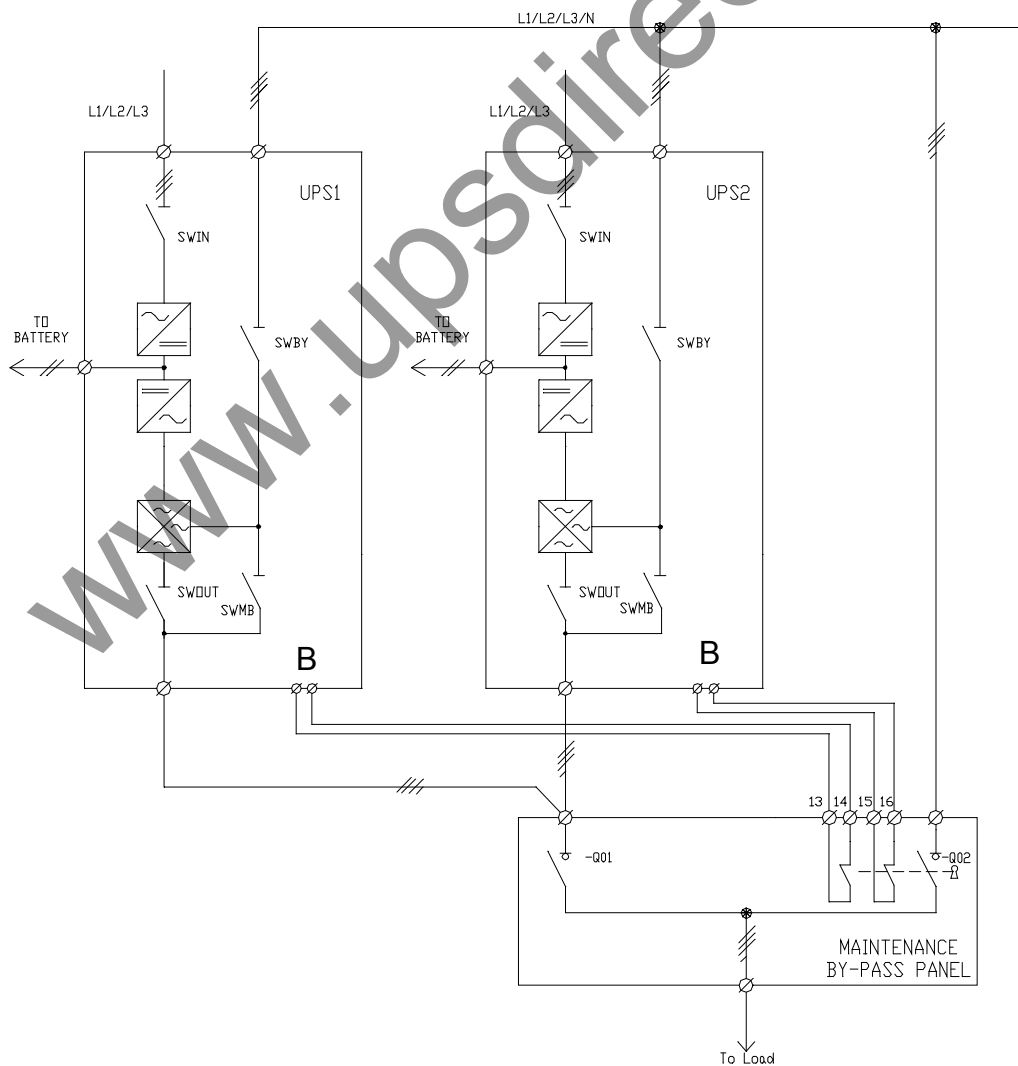 L1/L2/L3/N
L1/L2/L3
L1/L2/L3
UPS1
UPS2
SWIN
SWIN
TO
BATTERY
TO
BATTERY
SWBY
SWBY
SWOUT
SWMB
SWOUT
SWMB
B
B
13 14 15 16
-Q01
-Q02
MAINTENANCE
BY-PASS PANEL
To Load
www.upsdirec